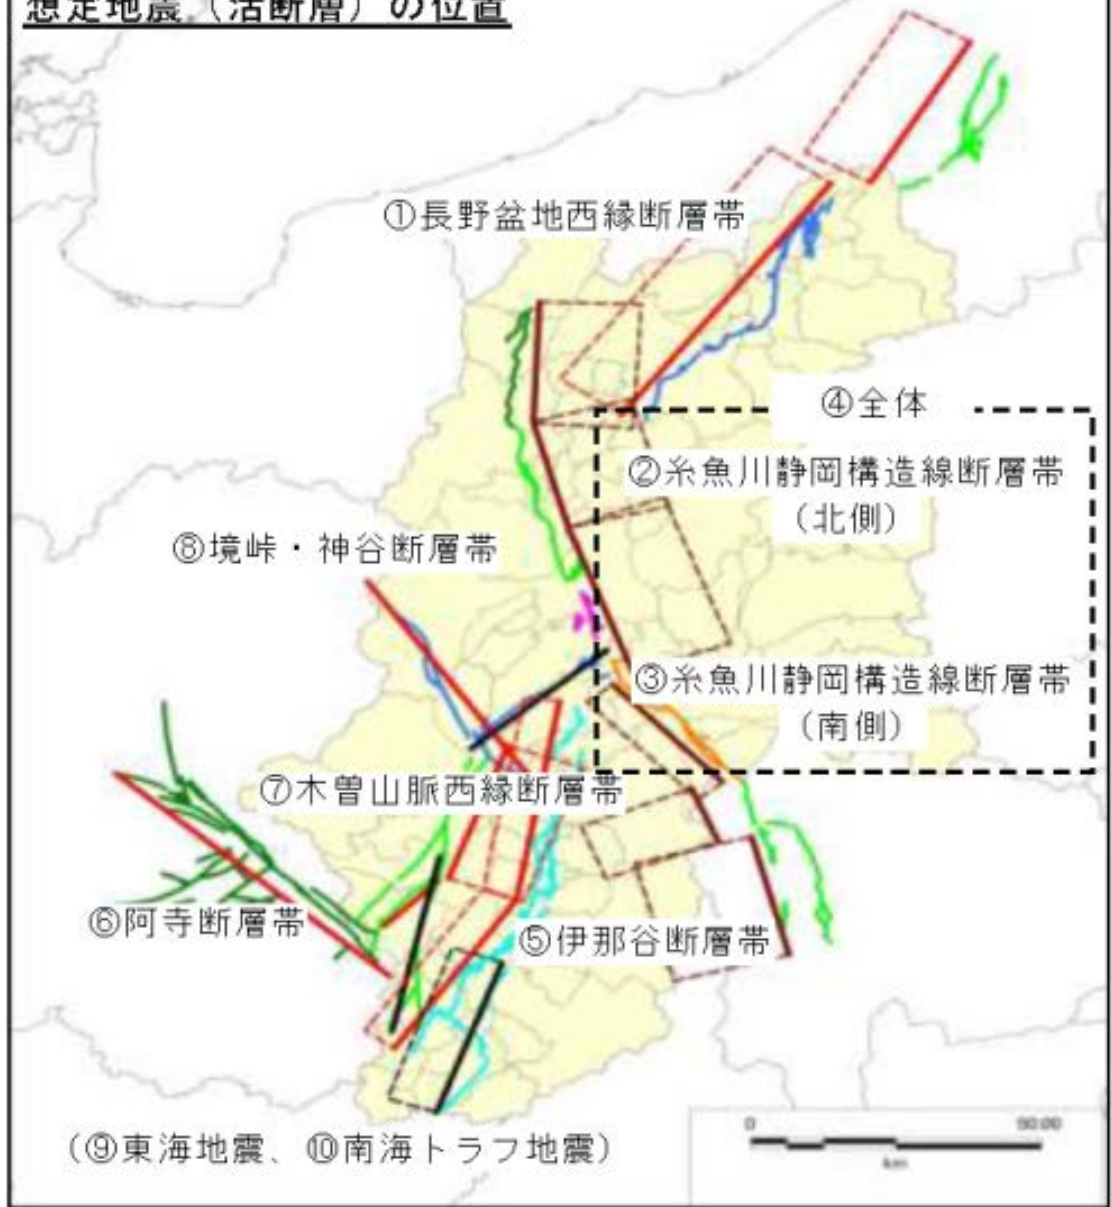 想定地震（活断層）の位置
①長野盆地西縁断層帯
④全体
②糸魚川静岡構造線断層帯
（北側）
⑧境峠・神谷断層帯
③糸魚川静岡構造線断層帯
（南側）
⑦木曽山脈西縁断層帯
⑥阿寺断層帯
⑤伊那谷断層帯
（⑨東海地震、⑩南海トラフ地震）
0
km